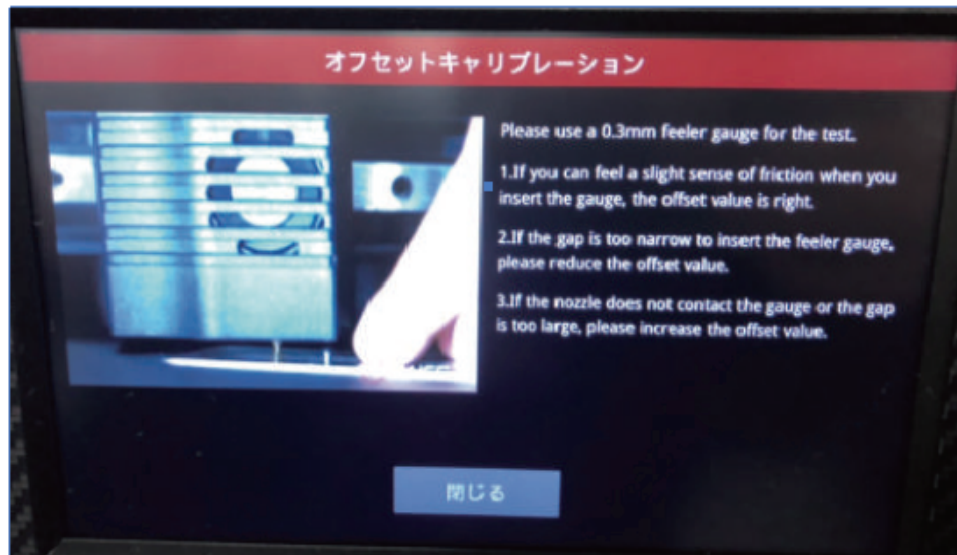 オフセットキャリブレーション
Please use a 0.3mm feeler gauge for the test.
1.If you can feel a slight sense of friction when you
insert the gauge, the offset value is right.
2.If the gap is too narrow to insert the feeler gauge,
please reduce the offset value.
3.If the nozzle does not contact the gauge or the gap
is too large, please increase the offset value.
閉じる